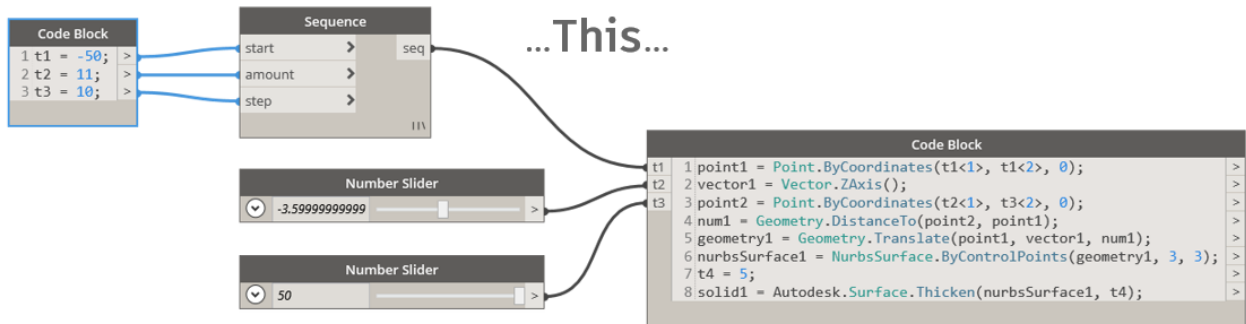 ...This...
Code Block
1 t1 = -50; >
2 t2 = 11; >
3 t3 = 10; >
Sequence
start > seq
amount >
step >
Number Slider
-3.59999999999 >
Number Slider
50 >
Code Block
t1 1 point1 = Point.ByCoordinates(t1<1>, t1<2>, 0); >
t2 2 vector1 = Vector.ZAxis(); >
t3 3 point2 = Point.ByCoordinates(t2<1>, t3<2>, 0); >
4 num1 = Geometry.DistanceTo(point2, point1); >
5 geometry1 = Geometry.Translate(point1, vector1, num1); >
6 nurbsSurface1 = NurbsSurface.ByControlPoints(geometry1, 3, 3); >
7 t4 = 5; >
8 solid1 = Autodesk.Surface.Thicken(nurbsSurface1, t4); >